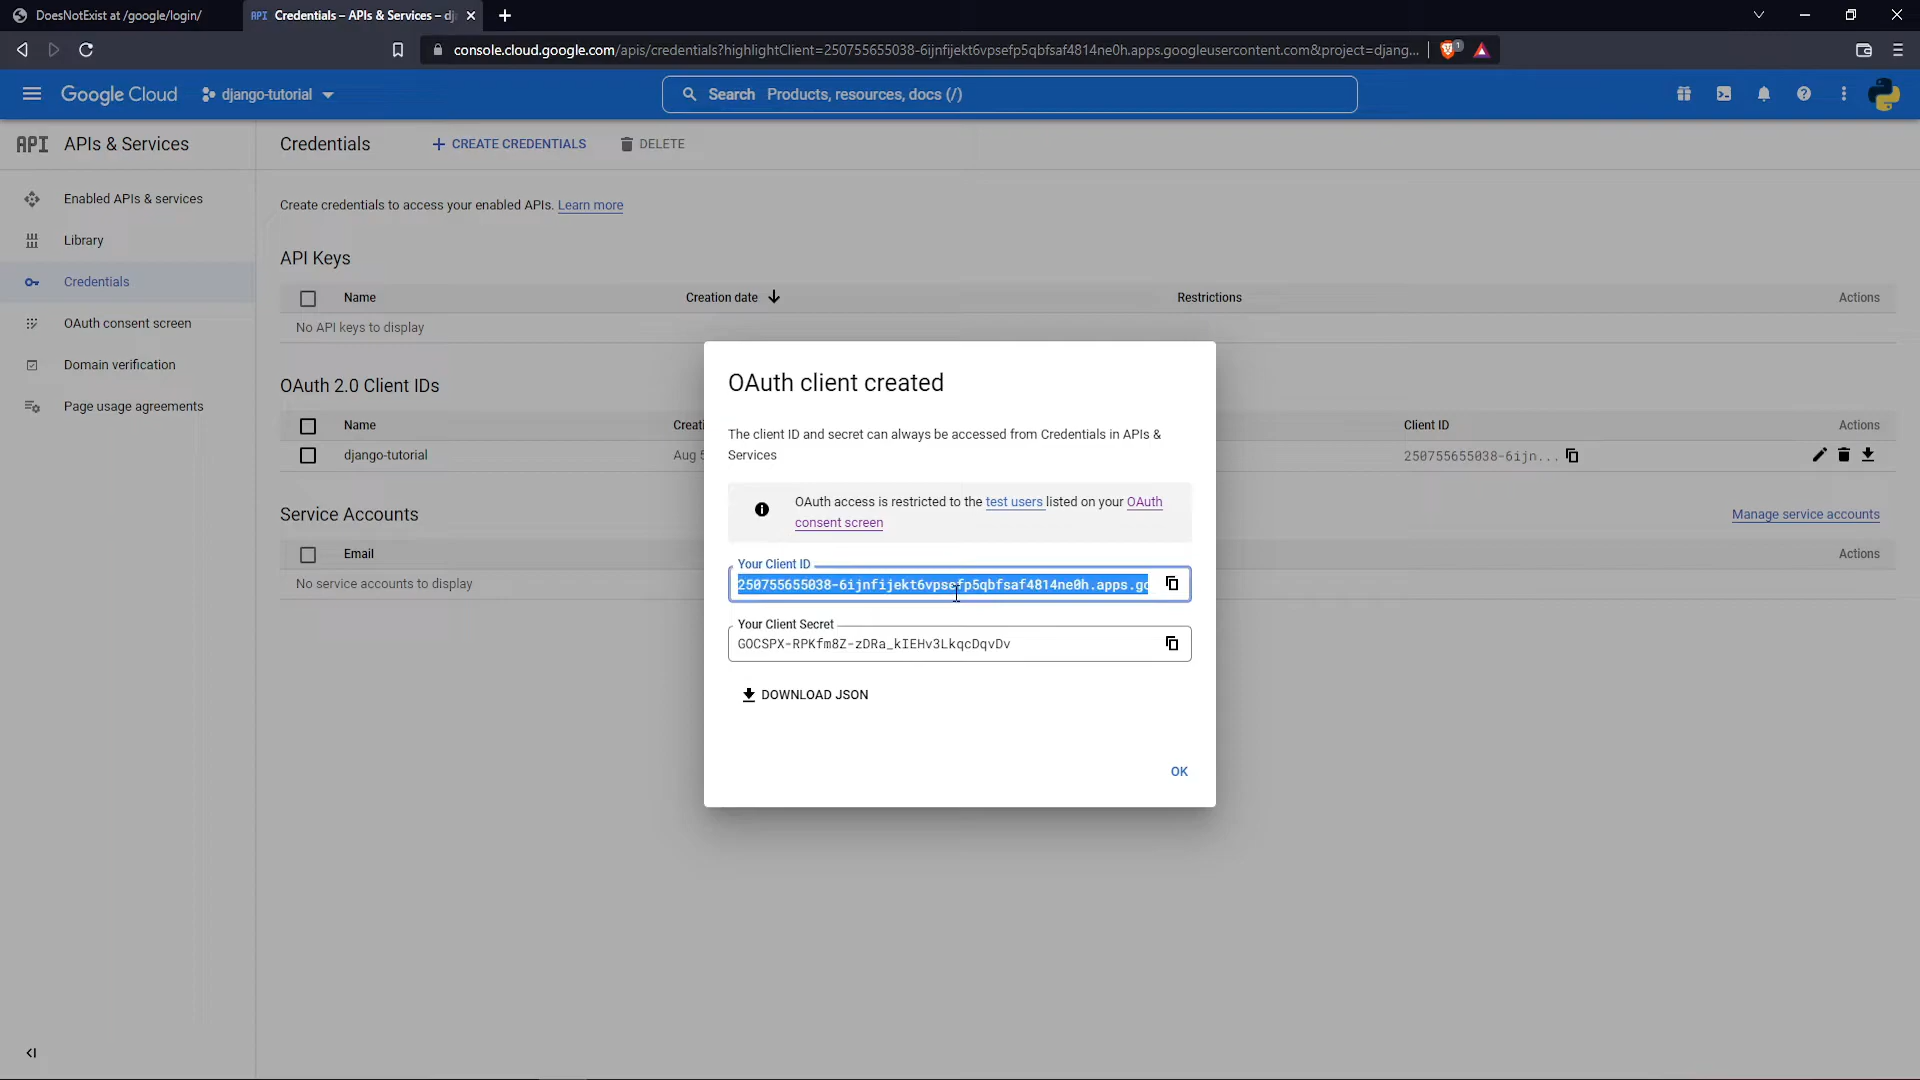 DoesNotExist at /google/login/
API Credentials – APIs & Services – dj
console.cloud.google.com/apis/credentials?highlightClient=250755655038-6ijnfijekt6vpsefp5qbfsaf4814ne0h.apps.googleusercontent.com&project=djang...
1
Google Cloud
django-tutorial
Search Products, resources, docs (/)
API APIs & Services
Credentials
CREATE CREDENTIALS
DELETE
Enabled APIs & services
Library
Credentials
OAuth consent screen
Domain verification
Page usage agreements
Create credentials to access your enabled APIs. Learn more
API Keys
Name Creation date Restrictions Actions
No API keys to display
OAuth 2.0 Client IDs
Name Creati Client ID Actions
django-tutorial Aug 5 250755655038-6ijn...
Service Accounts
Manage service accounts
Email Actions
No service accounts to display
OAuth client created
The client ID and secret can always be accessed from Credentials in APIs &
Services
OAuth access is restricted to the test users listed on your OAuth
consent screen
Your Client ID
250755655038-6ijnfijekt6vpsefp5qbfsaf4814ne0h.apps.go
Your Client Secret
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
DOWNLOAD JSON
OK